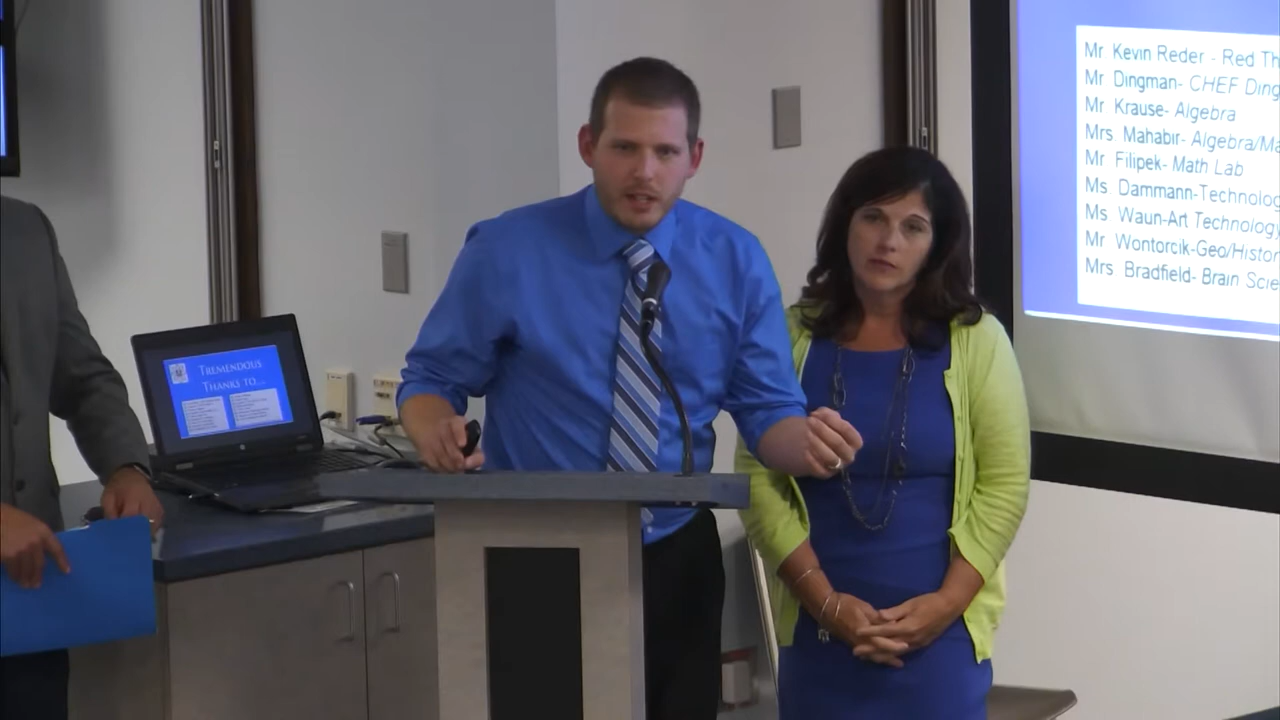 TREMENDOUS
THANKS TO...
Mr Kevin Reder - Red Th
Mr Dingman- CHEF Ding
Mr Krause- Algebra
Mrs. Mahabir- Algebra/Ma
Mr Filipek- Math Lab
Ms. Dammann-Technolog
Ms. Waun-Art Technology
Mr Wontorcik-Geo/Histor
Mrs. Bradfield- Brain Scie